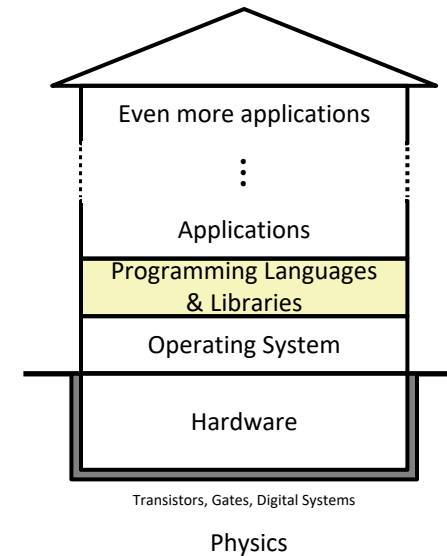 Even more applications
⋮
Applications
Programming Languages
& Libraries
Operating System
Hardware
Transistors, Gates, Digital Systems
Physics